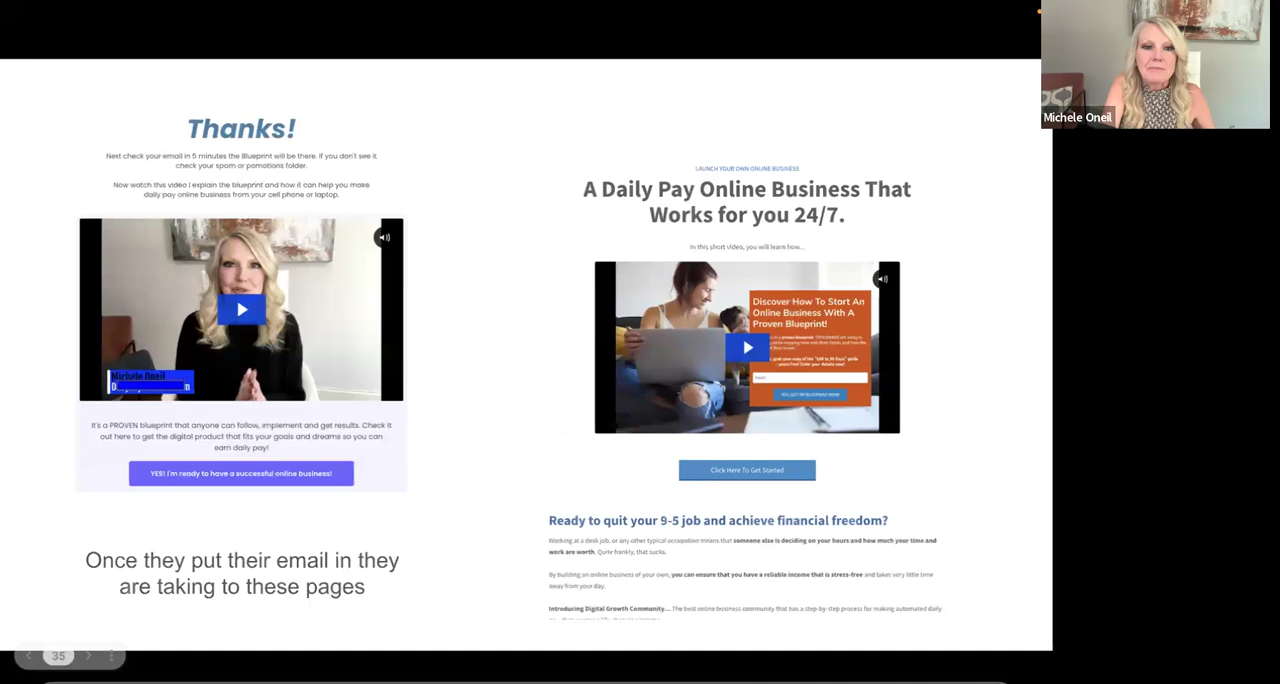 Michele Oneil
Thanks!
Next check your email in 5 minutes the Blueprint will be there. If you don't see it
check your spam or pomotions folder.
Now watch this video I explain the blueprint and how it can help you make
daily pay online business from your cell phone or laptop.
Michele Oneil
It's a PROVEN blueprint that anyone can follow, implement and get results. Check it
out here to get the digital product that fits your goals and dreams so you can
earn daily pay!
YES! I'm ready to have a successful online business!
Once they put their email in they
are taking to these pages
LAUNCH YOUR OWN ONLINE BUSINESS
A Daily Pay Online Business That
Works for you 24/7.
In this short video, you will learn how...
Discover How To Start An
Online Business With A
Proven Blueprint!
YES, GET MY BLUEPRINT NOW!
Click Here To Get Started
Ready to quit your 9-5 job and achieve financial freedom?
Working at a desk job, or any other typical occupation means that someone else is deciding on your hours and how much your time and
work are worth. Quite frankly, that sucks.
By building an online business of your own, you can ensure that you have a reliable income that is stress-free and takes very little time
away from your day.
Introducing Digital Growth Community.... The best online business community that has a step-by-step process for making automated daily
35